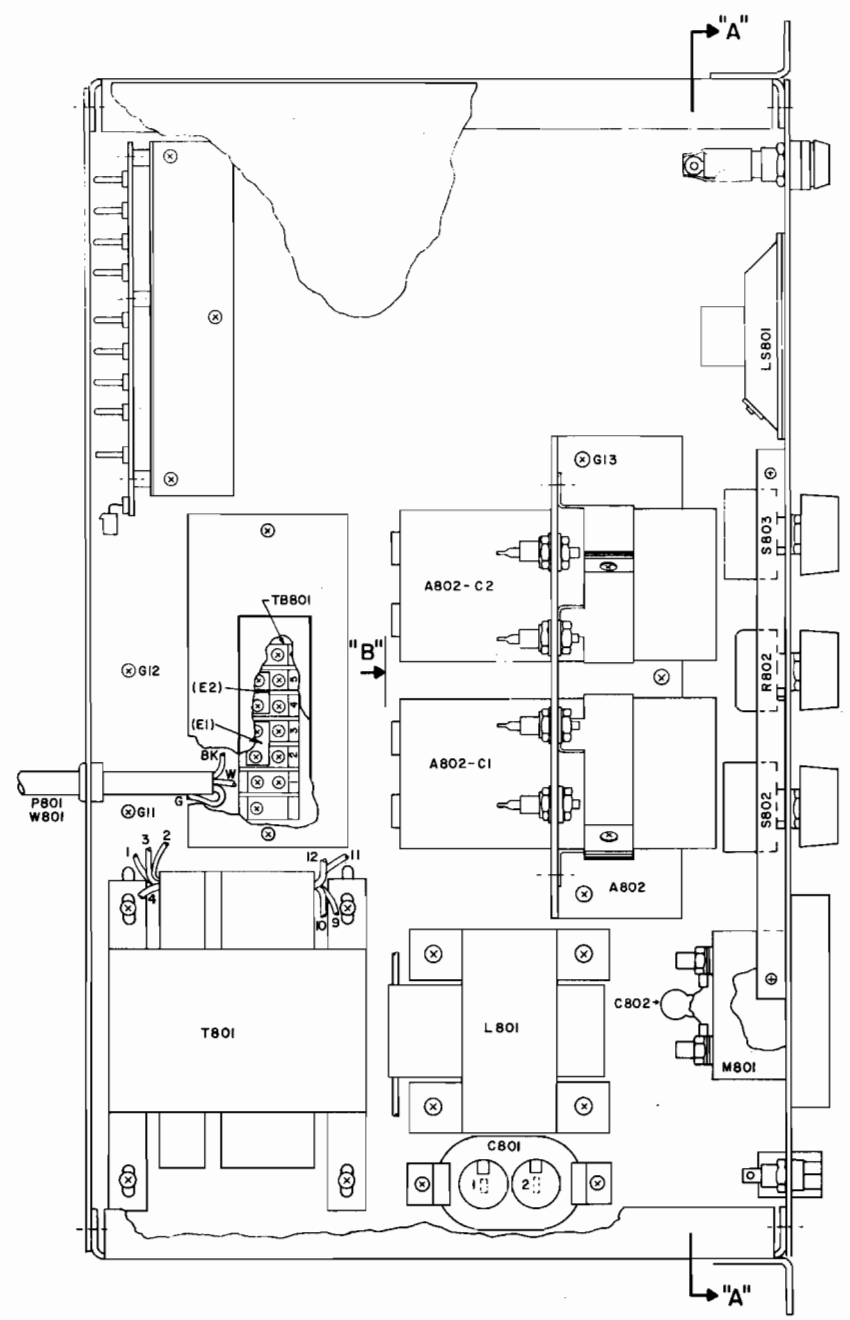 "A"
LS801
G13
S803
A802-C2
TB801
"B"
G12
R802
(E2)
5
4
(E1)
3
BK
2
A802-C1
W
1
P801
W801
G
G11
S802
1
3
2
4
12
11
10
9
A802
C802
T801
L801
M801
C801
1
2
"A"